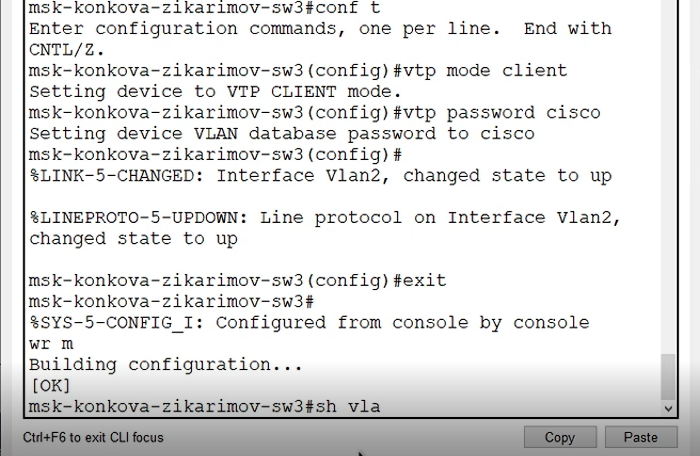 msk-konkova-zikarimov-sw3#conf t
Enter configuration commands, one per line.  End with
CNTL/Z.
msk-konkova-zikarimov-sw3(config)#vtp mode client
Setting device to VTP CLIENT mode.
msk-konkova-zikarimov-sw3(config)#vtp password cisco
Setting device VLAN database password to cisco
msk-konkova-zikarimov-sw3(config)#
%LINK-5-CHANGED: Interface Vlan2, changed state to up
%LINEPROTO-5-UPDOWN: Line protocol on Interface Vlan2,
changed state to up
msk-konkova-zikarimov-sw3(config)#exit
msk-konkova-zikarimov-sw3#
%SYS-5-CONFIG_I: Configured from console by console
wr m
Building configuration...
[OK]
msk-konkova-zikarimov-sw3#sh vla
Ctrl+F6 to exit CLI focus
Copy
Paste